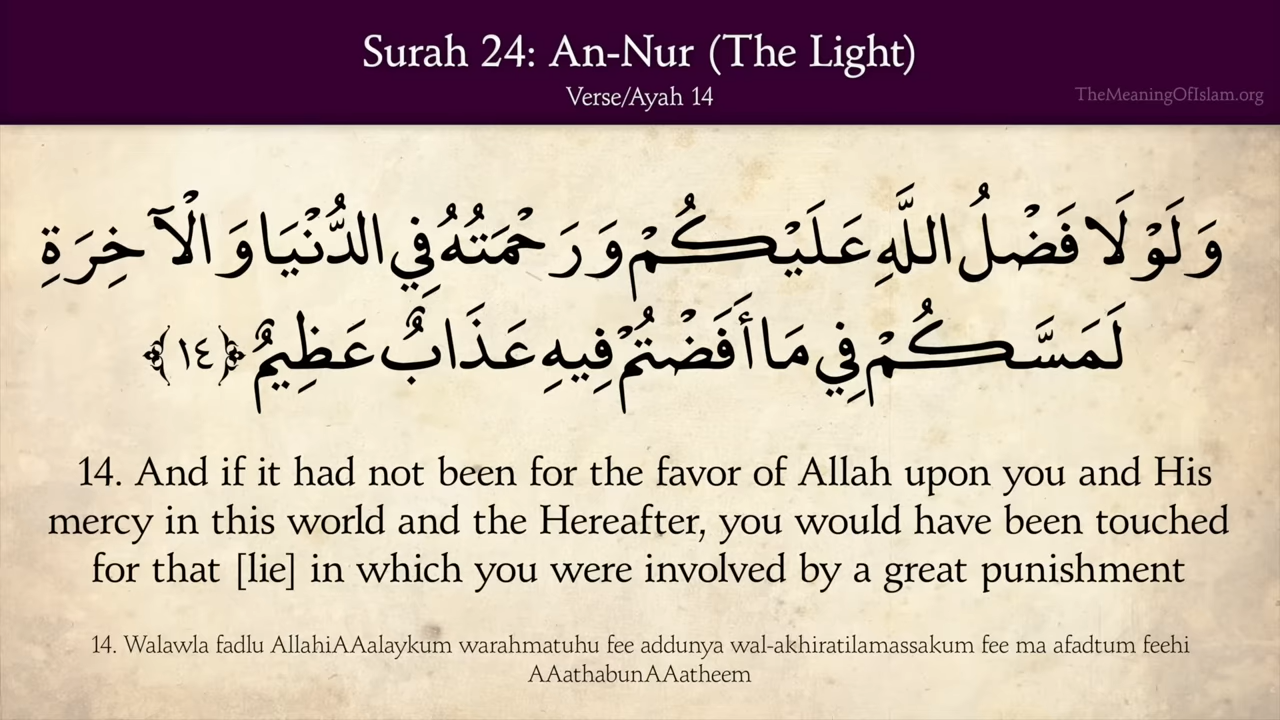 Surah 24: An-Nur (The Light)
Verse/Ayah 14
TheMeaningOfIslam.org
وَلَوْلَا فَضْلُ اللَّهِ عَلَيْكُمْ وَرَحْمَتُهُ فِي الدُّنْيَا وَالْآخِرَةِ
لَمَسَّكُمْ فِي مَا أَفَضْتُمْ فِيهِ عَذَابٌ عَظِيمٌ ﴿١٤﴾
14. And if it had not been for the favor of Allah upon you and His
mercy in this world and the Hereafter, you would have been touched
for that [lie] in which you were involved by a great punishment
14. Walawla fadlu AllahiAAalaykum warahmatuhu fee addunya wal-akhiratilamassakum fee ma afadtum feehi
AAathabunAAatheem